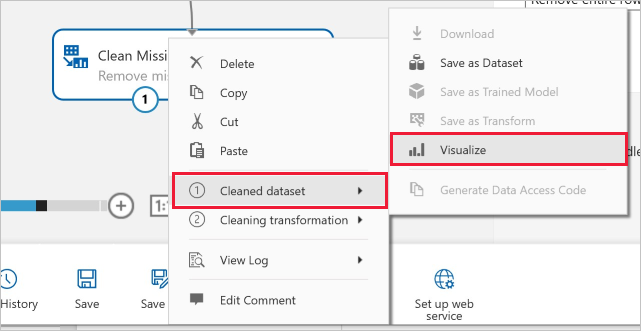 Remove entire row
Clean Missi
Remove mis
1
Delete
Copy
Cut
Paste
1 Cleaned dataset
2 Cleaning transformation
View Log
Edit Comment
Download
Save as Dataset
Save as Trained Model
Save as Transform
Visualize
Generate Data Access Code
1:
History
Save
Save
Set up web
service